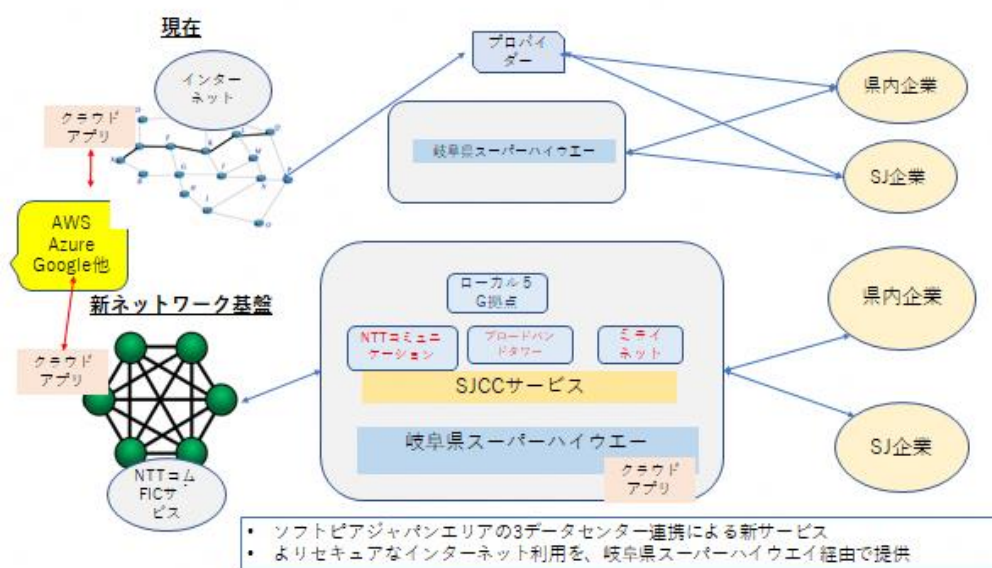 現在
インター
ネット
クラウド
アプリ
プロバイ
ダー
岐阜県スーパーハイウエー
県内企業
SJ企業
AWS
Azure
Google他
新ネットワーク基盤
クラウド
アプリ
NTTコム
FICサー
ビス
ローカル5
G拠点
NTTコミュニ
ケーション
ブロードバン
ドタワー
ミライ
ネット
SJCCサービス
岐阜県スーパーハイウエー
クラウド
アプリ
県内企業
SJ企業
• ソフトピアジャパンエリアの3データセンター連携による新サービス
• よりセキュアなインターネット利用を、岐阜県スーパーハイウエイ経由で提供